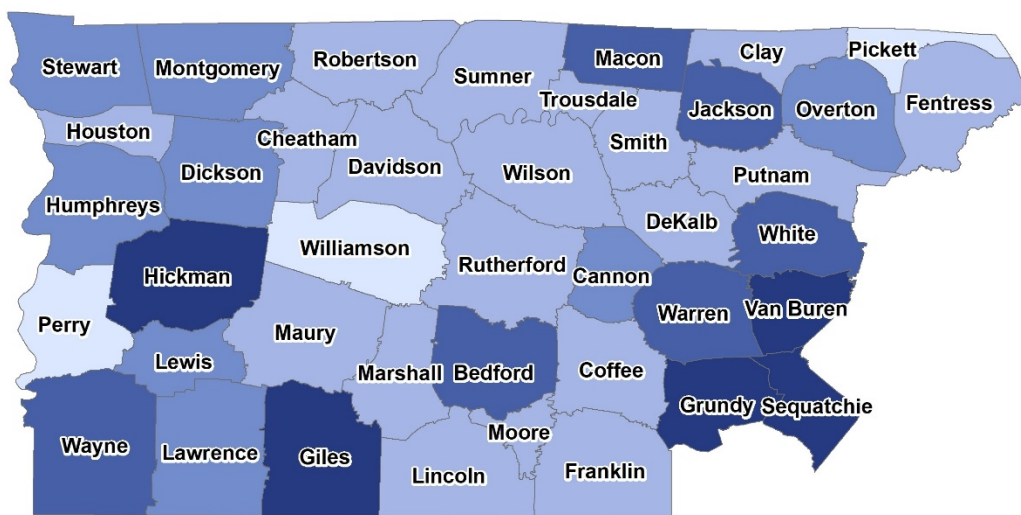 Stewart
Montgomery
Robertson
Sumner
Macon
Clay
Pickett
Trousdale
Jackson
Overton
Fentress
Houston
Cheatham
Davidson
Wilson
Smith
Dickson
Putnam
Humphreys
Williamson
DeKalb
White
Hickman
Rutherford
Cannon
Perry
Maury
Warren
Van Buren
Lewis
Marshall
Bedford
Coffee
Grundy
Sequatchie
Wayne
Lawrence
Giles
Moore
Lincoln
Franklin